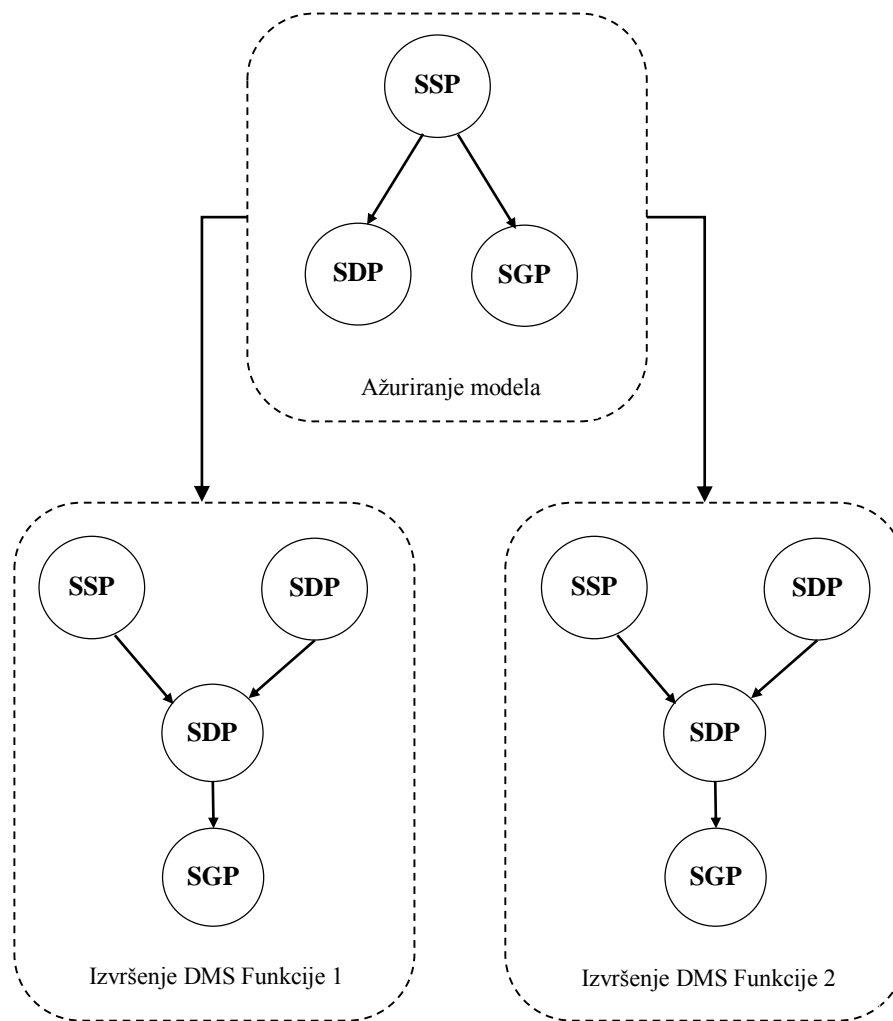 SSP
SDP
SGP
Ažuriranje modela
SSP
SDP
SDP
SGP
Izvršenje DMS Funkcije 1
SSP
SDP
SDP
SGP
Izvršenje DMS Funkcije 2